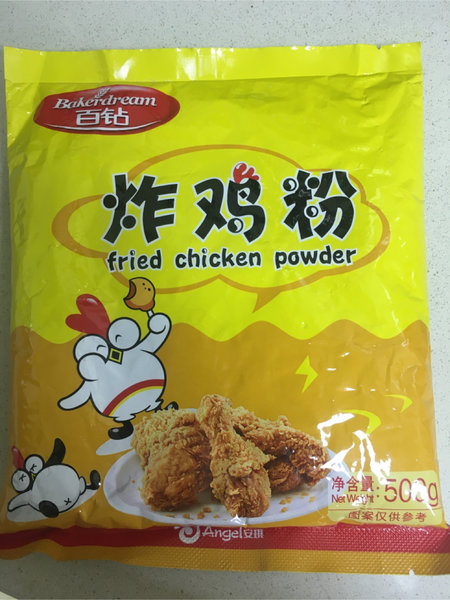 Bakerdream
百钻
炸鸡粉
fried chicken powder
净含量: 500g
Net Weight:
图案仅供参考
Angel安琪